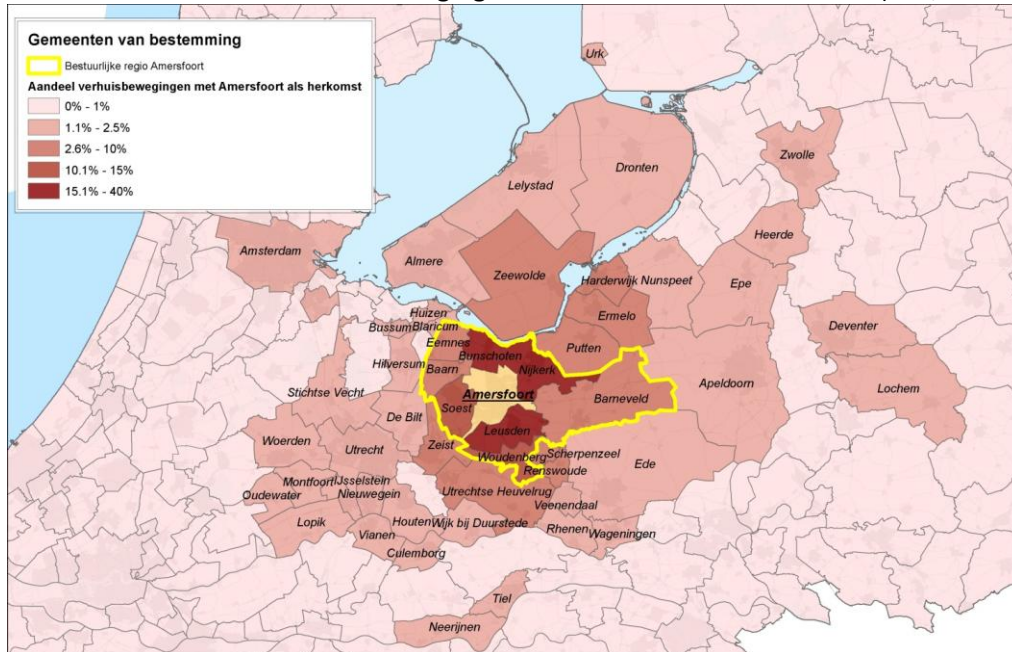 Gemeenten van bestemming
Bestuurlijke regio Amersfoort
Aandeel verhuisbewegingen met Amersfoort als herkomst
0% - 1%
1.1% - 2.5%
2.6% - 10%
10.1% - 15%
15.1% - 40%
Urk
Zwolle
Dronten
Lelystad
Heerde
Amsterdam
Almere
Zeewolde
Harderwijk Nunspeet
Epe
Huizen
Ermelo
Bussum
Blaricum
Deventer
Eemnes
Putten
Bunschoten
Hilversum
Baarn
Nijkerk
Apeldoorn
Lochem
Stichtse Vecht
Amersfoort
Barneveld
Soest
De Bilt
Leusden
Woerden
Zeist
Utrecht
Woudenberg
Scherpenzeel
Ede
Renswoude
Montfoort
IJsselstein
Utrechtse Heuvelrug
Oudewater
Nieuwegein
Veenendaal
Lopik
Houten
Wijk bij Duurstede
Vianen
Rhenen
Wageningen
Culemborg
Tiel
Neerijnen